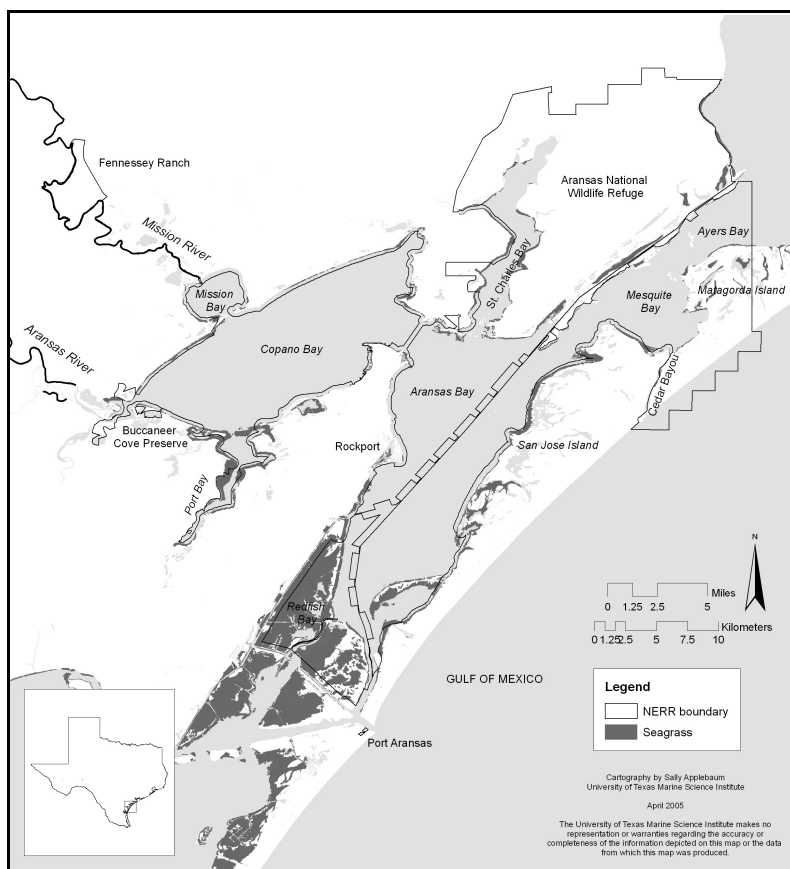 Fennessey Ranch
Aransas National
Wildlife Refuge
Mission River
Ayers Bay
St. Charles Bay
Mission
Bay
Mesquite
Bay
Matagorda Island
Aransas River
Copano Bay
Cedar Bayou
Aransas Bay
Buccaneer
Cove Preserve
Rockport
San Jose Island
Port Bay
N
Miles
0 1.25 2.5 5
Redfish
Bay
Kilometers
0 1.25 2.5 5 7.5 10
GULF OF MEXICO
Legend
NERR boundary
Seagrass
Port Aransas
Cartography by Sally Applebaum
University of Texas Marine Science Institute
April 2005
The University of Texas Marine Science Institute makes no
representation or warranties regarding the accuracy or
completeness of the information depicted on this map or the data
from which this map was produced.